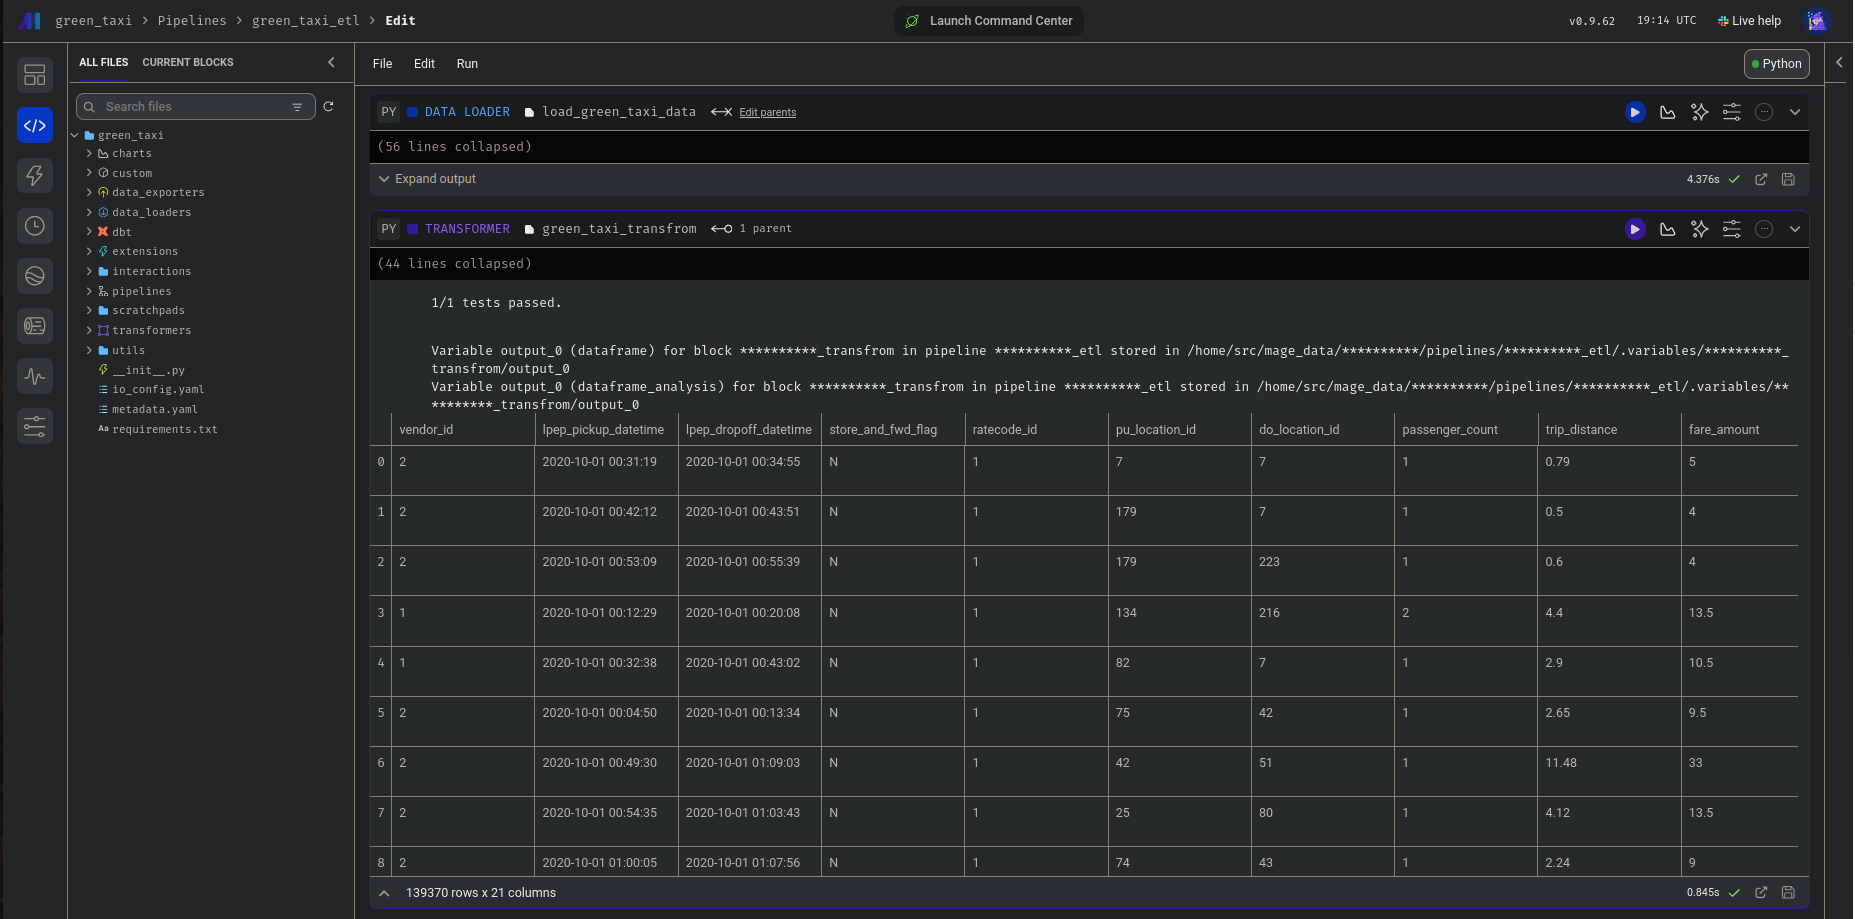 green_taxi > Pipelines > green_taxi_etl > Edit
Launch Command Center
v0.9.62 19:14 UTC Live help
ALL FILES CURRENT BLOCKS
File Edit Run
Python
Search files
green_taxi
charts
custom
data_exporters
data_loaders
dbt
extensions
interactions
pipelines
scratchpads
transformers
utils
__init__.py
io_config.yaml
metadata.yaml
Aa requirements.txt
PY DATA LOADER load_green_taxi_data Edit parents
(56 lines collapsed)
Expand output 4.376s
PY TRANSFORMER green_taxi_transfrom 1 parent
(44 lines collapsed)
1/1 tests passed.
Variable output_0 (dataframe) for block **********_transfrom in pipeline **********_etl stored in /home/src/mage_data/**********/pipelines/**********_etl/.variables/**********_
transfrom/output_0
Variable output_0 (dataframe_analysis) for block **********_transfrom in pipeline **********_etl stored in /home/src/mage_data/**********/pipelines/**********_etl/.variables/**
********_transfrom/output_0
vendor_id lpep_pickup_datetime lpep_dropoff_datetime store_and_fwd_flag ratecode_id pu_location_id do_location_id passenger_count trip_distance fare_amount
0 2 2020-10-01 00:31:19 2020-10-01 00:34:55 N 1 7 7 1 0.79 5
1 2 2020-10-01 00:42:12 2020-10-01 00:43:51 N 1 179 7 1 0.5 4
2 2 2020-10-01 00:53:09 2020-10-01 00:55:39 N 1 179 223 1 0.6 4
3 1 2020-10-01 00:12:29 2020-10-01 00:20:08 N 1 134 216 2 4.4 13.5
4 1 2020-10-01 00:32:38 2020-10-01 00:43:02 N 1 82 7 1 2.9 10.5
5 2 2020-10-01 00:04:50 2020-10-01 00:13:34 N 1 75 42 1 2.65 9.5
6 2 2020-10-01 00:49:30 2020-10-01 01:09:03 N 1 42 51 1 11.48 33
7 2 2020-10-01 00:54:35 2020-10-01 01:03:43 N 1 25 80 1 4.12 13.5
8 2 2020-10-01 01:00:05 2020-10-01 01:07:56 N 1 74 43 1 2.24 9
139370 rows x 21 columns 0.845s